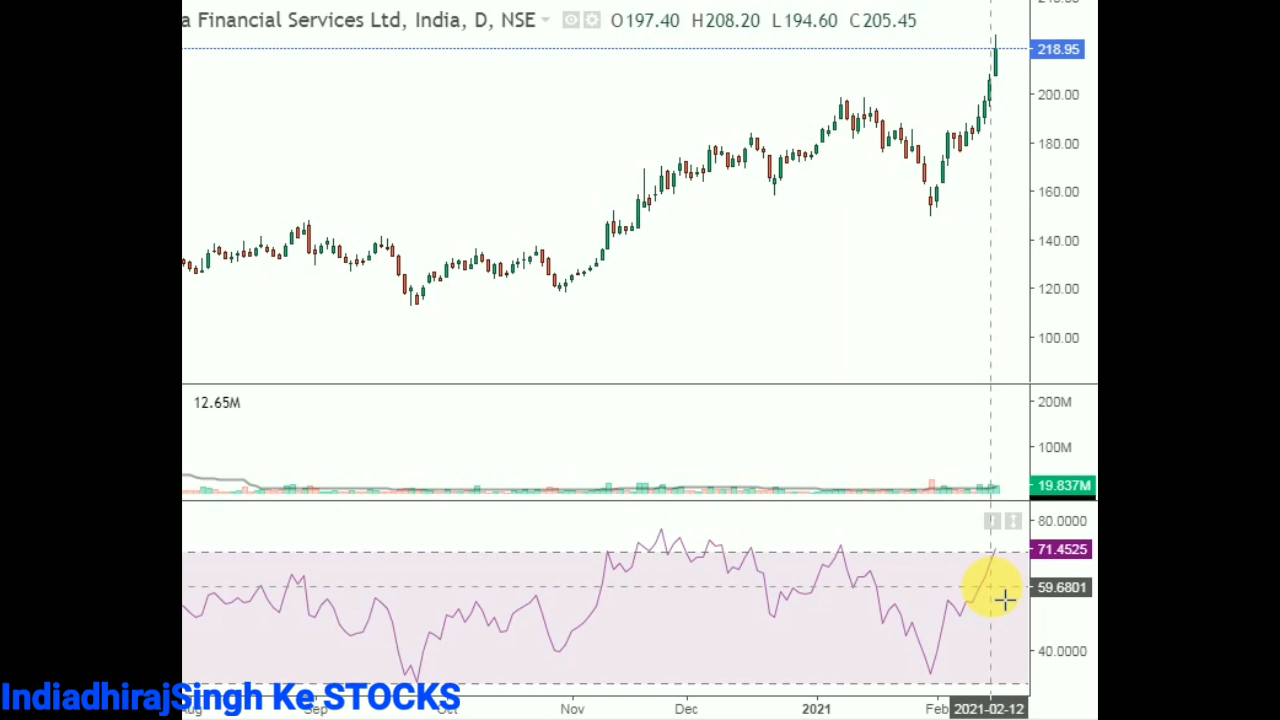 a Financial Services Ltd, India, D, NSE O197.40 H208.20 L194.60 C205.45
218.95
200.00
180.00
160.00
140.00
120.00
100.00
12.65M
200M
100M
19.837M
80.0000
71.4525
59.6801
40.0000
Aug Sep Oct Nov Dec 2021 Feb 2021-02-12
IndiadhirajSingh Ke STOCKS